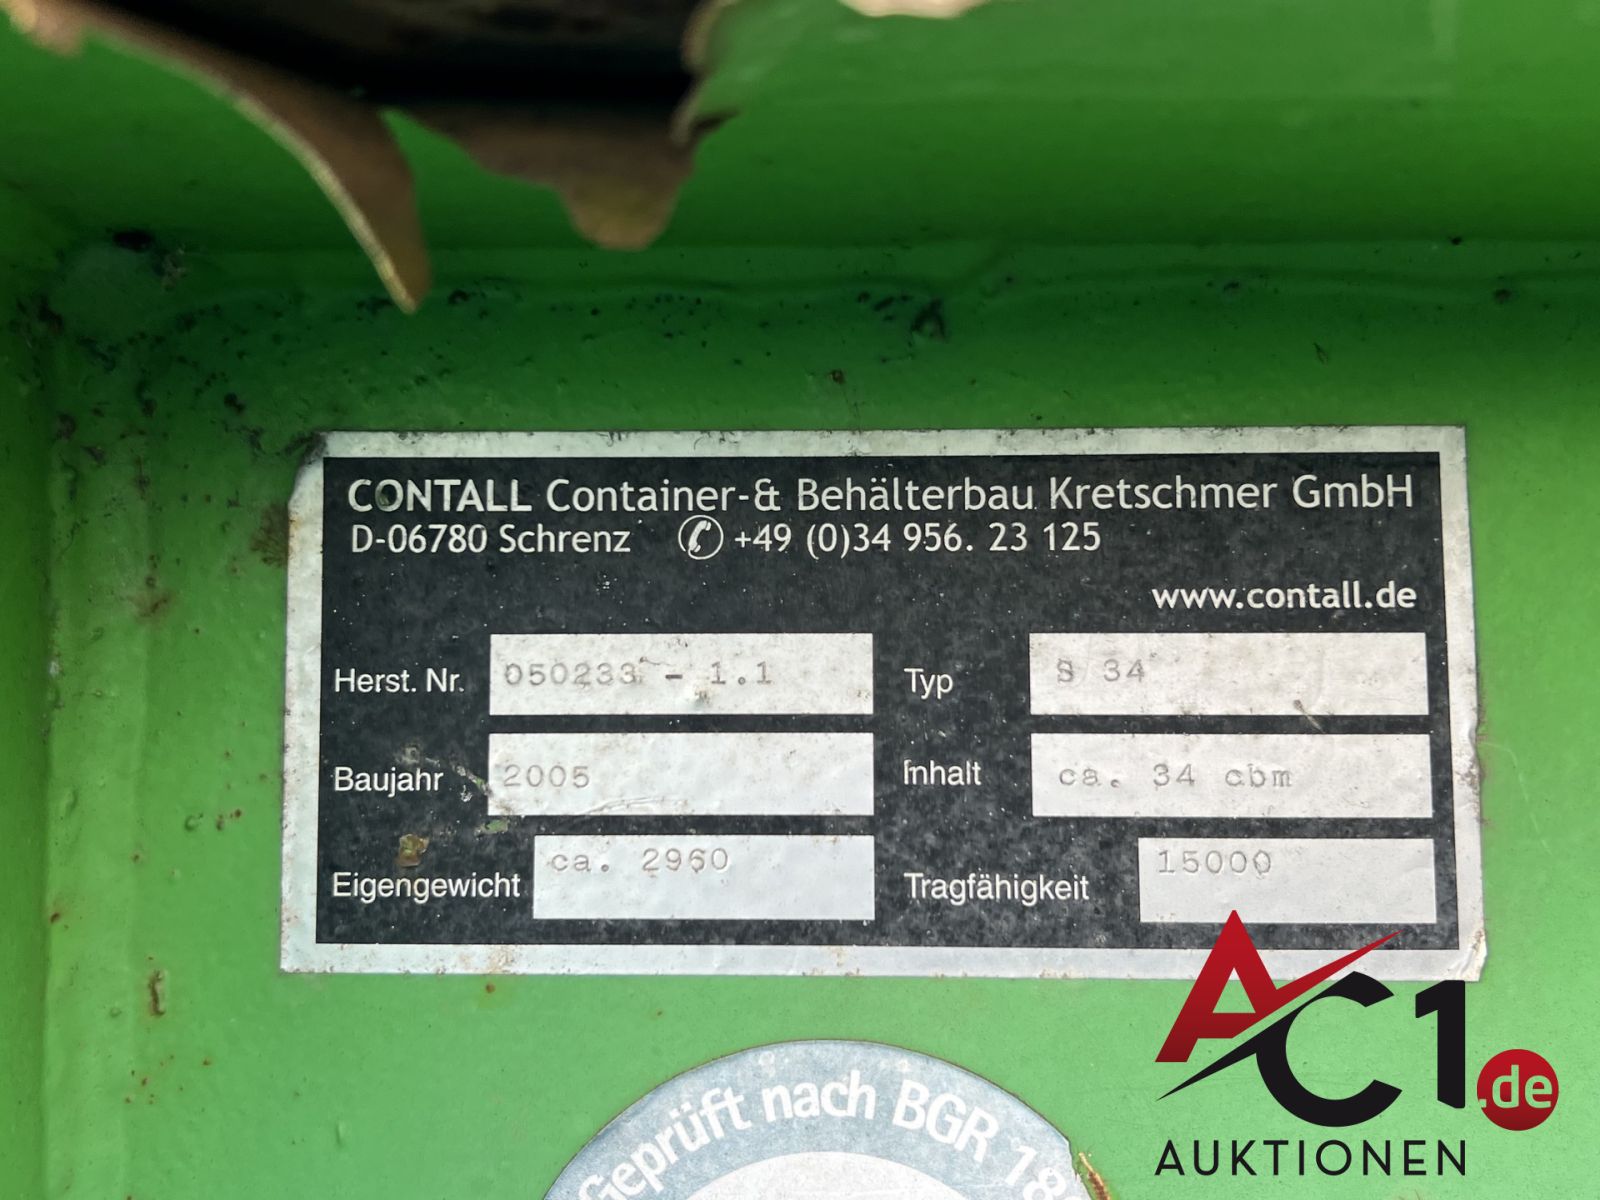 CONTALL Container-& Behälterbau Kretschmer GmbH
D-06780 Schrenz +49 (0)34 956. 23 125
www.contall.de
Herst. Nr. 050233 - 1.1 Typ S 34
Baujahr 2005 Inhalt ca. 34 cbm
Eigengewicht ca. 2960 Tragfähigkeit 15000
Geprüft nach BGR
AC1.de
AUKTIONEN